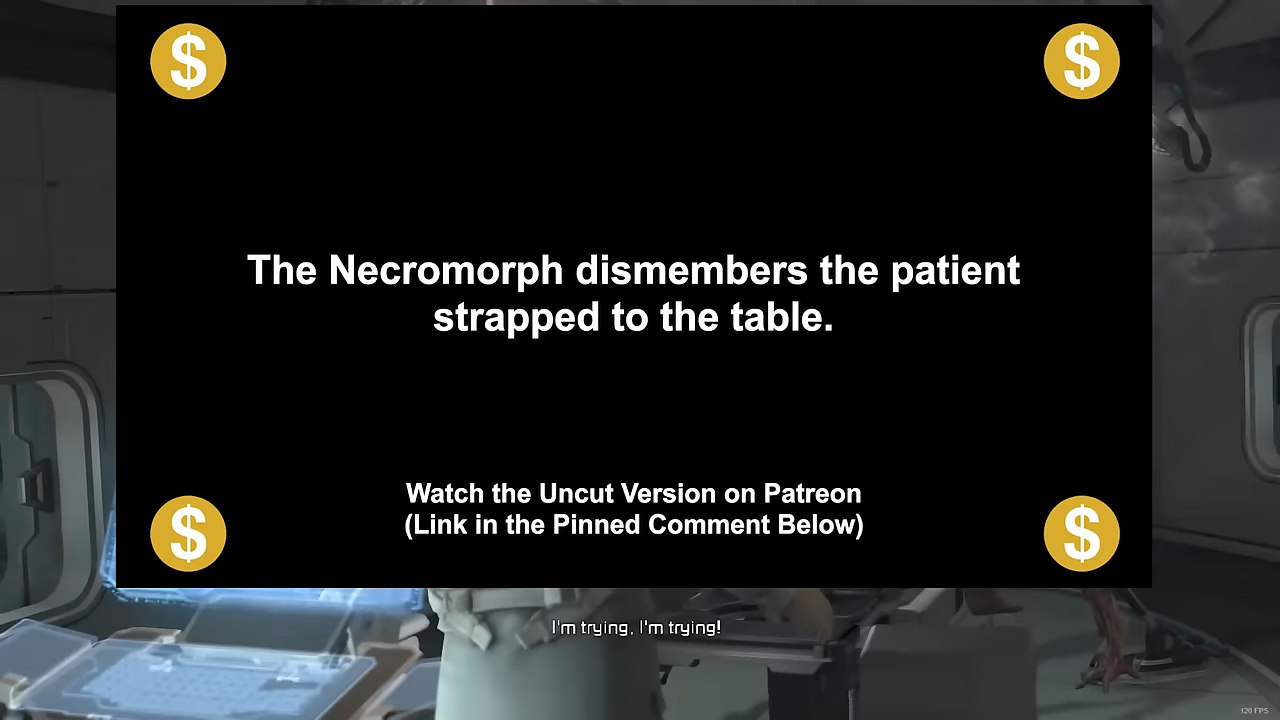 $ $
The Necromorph dismembers the patient
strapped to the table.
Watch the Uncut Version on Patreon
(Link in the Pinned Comment Below)
$ $
I'm trying, I'm trying!
120 FPS